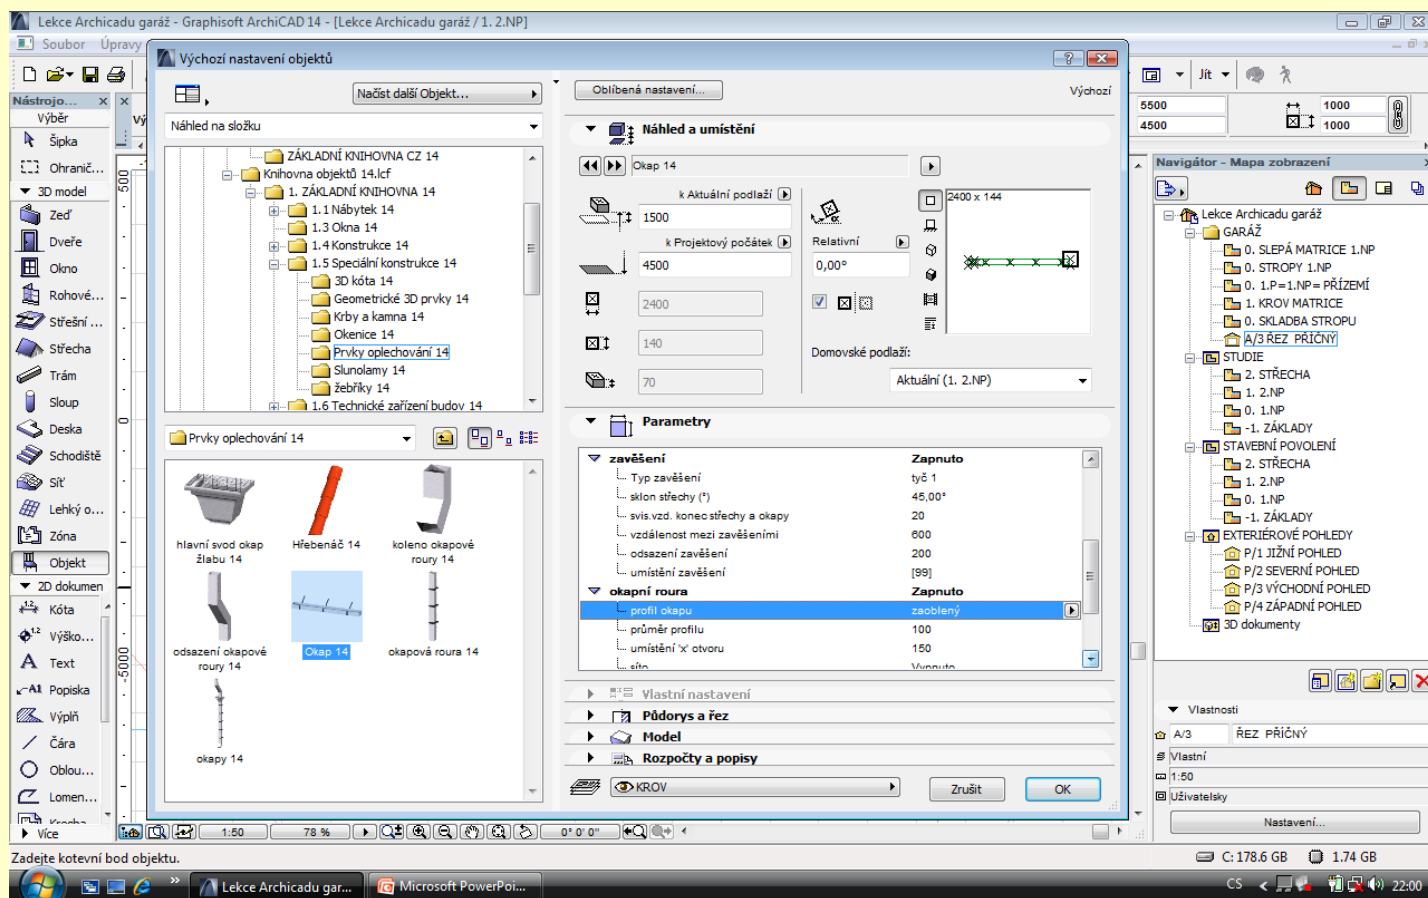 Lekce Archicadu garáž - Graphisoft ArchiCAD 14 - [Lekce Archicadu garáž / 1. 2.NP]
Soubor Úpravy
Nástrojo...
Výběr
Šipka
Ohranič...
3D model
Zeď
Dveře
Okno
Rohové...
Střešní ...
Střecha
Trám
Sloup
Deska
Schodiště
Síť
Lehký o...
Zóna
Objekt
2D dokumen
Kóta
Výško...
Text
Popiska
Výplň
Čára
Oblou...
Lomen...
Více
500
0
-5000
Výchozí nastavení objektů
Načíst další Objekt...
Náhled na složku
ZÁKLADNÍ KNIHOVNA CZ 14
Knihovna objektů 14.lcf
1. ZÁKLADNÍ KNIHOVNA 14
1.1 Nábytek 14
1.3 Okna 14
1.4 Konstrukce 14
1.5 Speciální konstrukce 14
3D kóta 14
Geometrické 3D prvky 14
Krby a kamna 14
Okenice 14
Prvky oplechování 14
Slunolamy 14
žebříky 14
1.6 Technické zařízení budov 14
Prvky oplechování 14
hlavní svod okap žlabu 14
Hřebenáč 14
koleno okapové roury 14
odsazení okapové roury 14
Okap 14
okapová roura 14
okapy 14
Oblíbená nastavení...
Výchozí
Náhled a umístění
Okap 14
k Aktuální podlaží
1500
k Projektový počátek
4500
2400
140
70
Relativní
0,00°
2400 x 144
Domovské podlaží:
Aktuální (1. 2.NP)
Parametry
zavěšení Zapnuto
Typ zavěšení tyč 1
sklon střechy (°) 45,00°
svis.vzd. konec střechy a okapy 20
vzdálenost mezi zavěšeními 600
odsazení zavěšení 200
umístění zavěšení [99]
okapní roura Zapnuto
profil okapu zaoblený
průměr profilu 100
umístění 'x' otvoru 150
síto Vypnuto
Vlastní nastavení
Půdorys a řez
Model
Rozpočty a popisy
KROV
Zrušit
OK
Jít
5500
4500
1000
1000
Navigátor - Mapa zobrazení
Lekce Archicadu garáž
GARÁŽ
0. SLEPÁ MATRICE 1.NP
0. STROPY 1.NP
0. 1.P=1.NP= PŘÍZEMÍ
1. KROV MATRICE
0. SKLADBA STROPU
A/3 ŘEZ PŘÍČNÝ
STUDIE
2. STŘECHA
1. 2.NP
0. 1.NP
-1. ZÁKLADY
STAVEBNÍ POVOLENÍ
2. STŘECHA
1. 2.NP
0. 1.NP
-1. ZÁKLADY
EXTERIÉROVÉ POHLEDY
P/1 JIŽNÍ POHLED
P/2 SEVERNÍ POHLED
P/3 VÝCHODNÍ POHLED
P/4 ZÁPADNÍ POHLED
3D dokumenty
Vlastnosti
A/3 ŘEZ PŘÍČNÝ
Vlastní
1:50
Uživatelsky
Nastavení...
1:50 78 % 0° 0' 0"
Zadejte kotevní bod objektu.
C: 178.6 GB 1.74 GB
Lekce Archicadu gar...
Microsoft PowerPoi...
CS
22:00